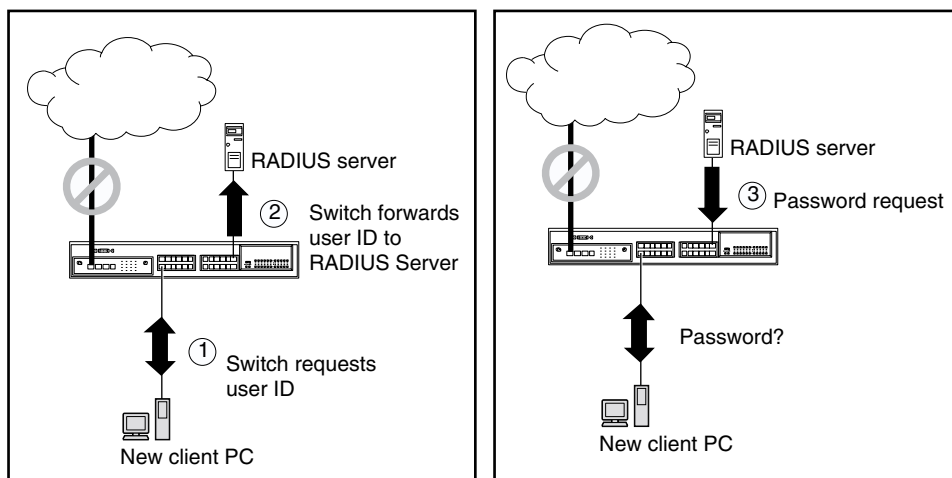 RADIUS server
2
Switch forwards
user ID to
RADIUS Server
1
Switch requests
user ID
New client PC
RADIUS server
3
Password request
Password?
New client PC